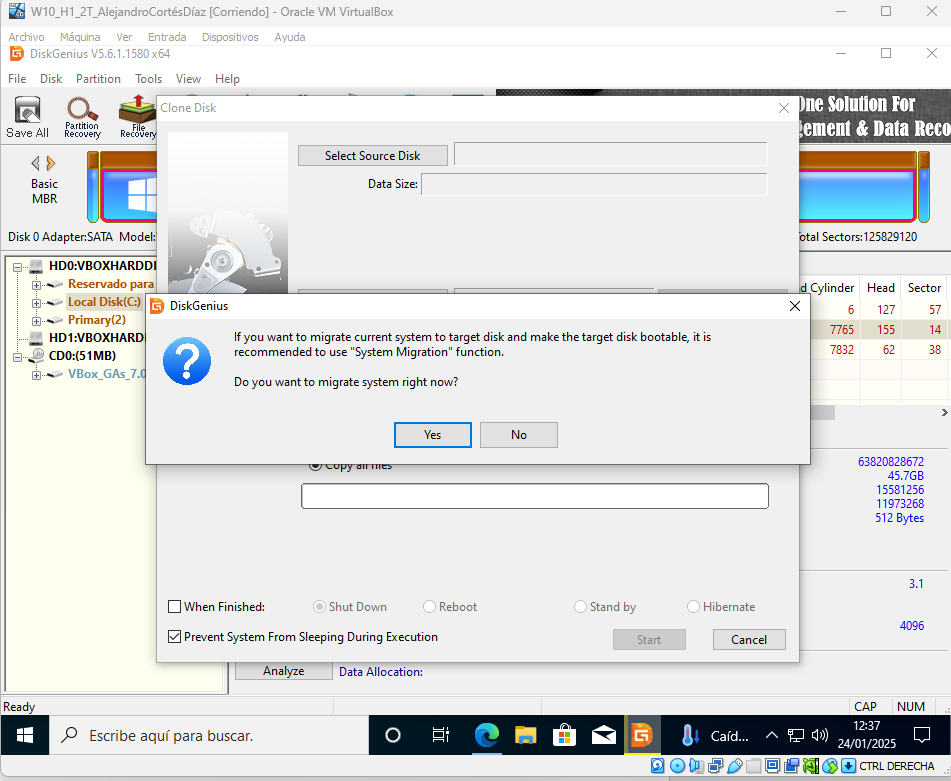 W10_H1_2T_AlejandroCortésDíaz [Corriendo] - Oracle VM VirtualBox
Archivo Máquina Ver Entrada Dispositivos Ayuda
DiskGenius V5.6.1.1580 x64
File Disk Partition Tools View Help
Save All
Partition Recovery
File Recovery
One Solution For
Basic
MBR
Disk 0 Adapter:SATA Model:
Total Sectors:125829120
HD0:VBOXHARDDI
Reservado para
Local Disk(C:)
Primary(2)
HD1:VBOXHARD
CD0:(51MB)
VBox_GAs_7.0
Clone Disk
Select Source Disk
Data Size:
DiskGenius
If you want to migrate current system to target disk and make the target disk bootable, it is
recommended to use "System Migration" function.
Do you want to migrate system right now?
Yes No
Copy all files
When Finished: Shut Down Reboot Stand by Hibernate
Prevent System From Sleeping During Execution
Start Cancel
Cylinder Head Sector
6 127 57
7765 155 14
7832 62 38
63820828672
45.7GB
15581256
11973268
512 Bytes
3.1
4096
Analyze Data Allocation:
Ready CAP NUM
Escribe aquí para buscar.
Caíd...
12:37
24/01/2025
CTRL DERECHA